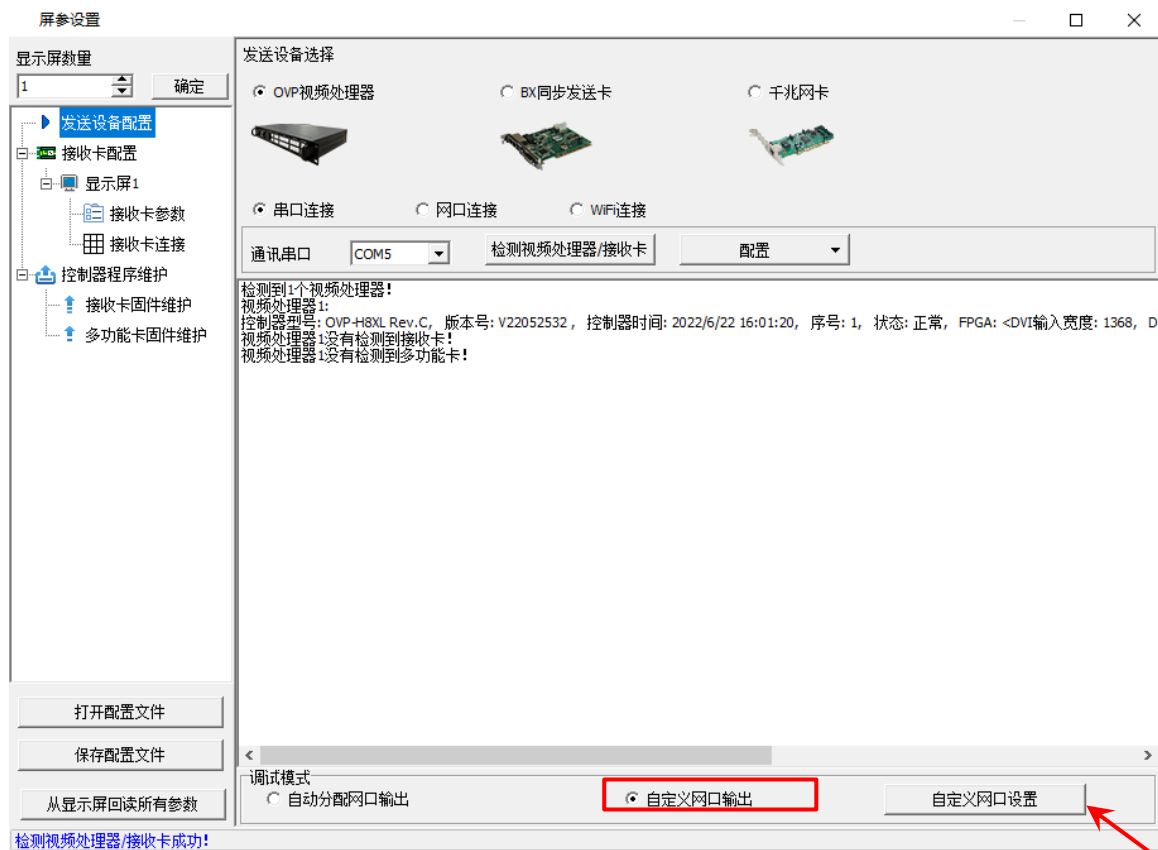 屏参设置
显示屏数量
1
确定
发送设备配置
接收卡配置
显示屏1
接收卡参数
接收卡连接
控制器程序维护
接收卡固件维护
多功能卡固件维护
打开配置文件
保存配置文件
从显示屏回读所有参数
发送设备选择
OVP视频处理器 BX同步发送卡 千兆网卡
串口连接 网口连接 WiFi连接
通讯串口 COM5 检测视频处理器/接收卡 配置
检测到1个视频处理器!
视频处理器1:
控制器型号: OVP-H8XL Rev.C, 版本号: V22052532 , 控制器时间: 2022/6/22 16:01:20, 序号: 1, 状态: 正常, FPGA: <DVI输入宽度: 1368, D
视频处理器1没有检测到接收卡!
视频处理器1没有检测到多功能卡!
调试模式
自动分配网口输出 自定义网口输出 自定义网口设置
检测视频处理器/接收卡成功!